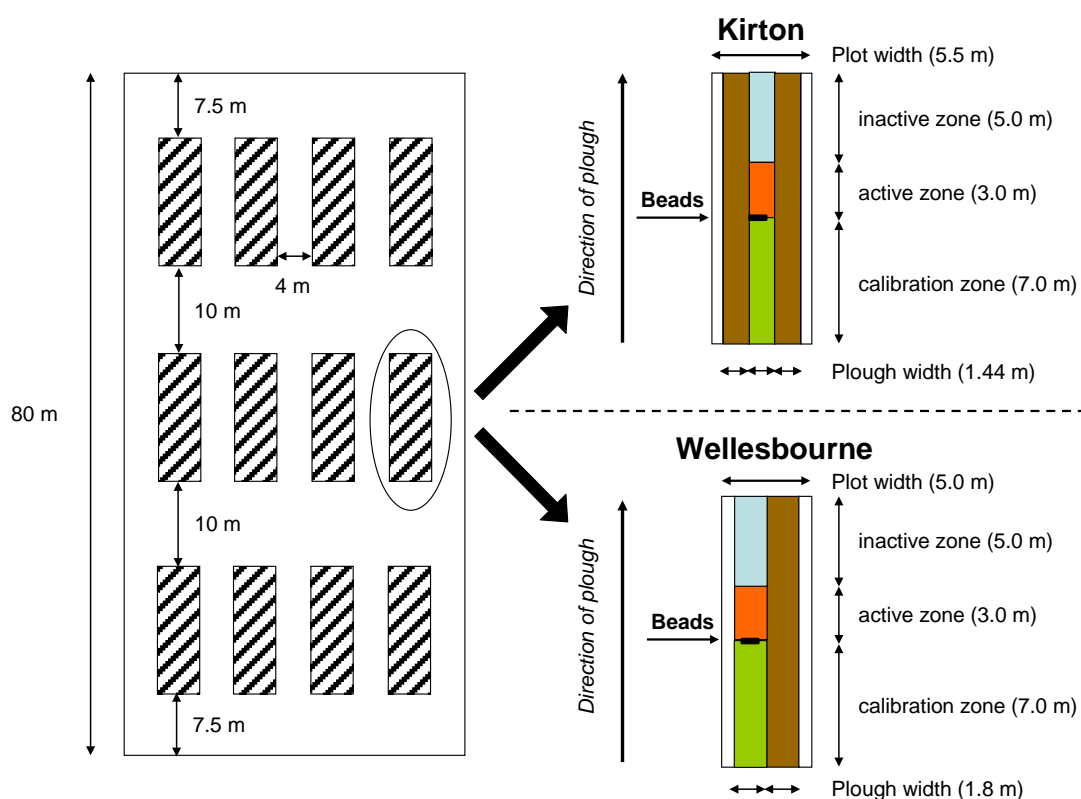 7.5 m
4 m
10 m
80 m
10 m
7.5 m
Kirton
Plot width (5.5 m)
Direction of plough
inactive zone (5.0 m)
Beads
active zone (3.0 m)
calibration zone (7.0 m)
Plough width (1.44 m)
Wellesbourne
Plot width (5.0 m)
Direction of plough
inactive zone (5.0 m)
Beads
active zone (3.0 m)
calibration zone (7.0 m)
Plough width (1.8 m)